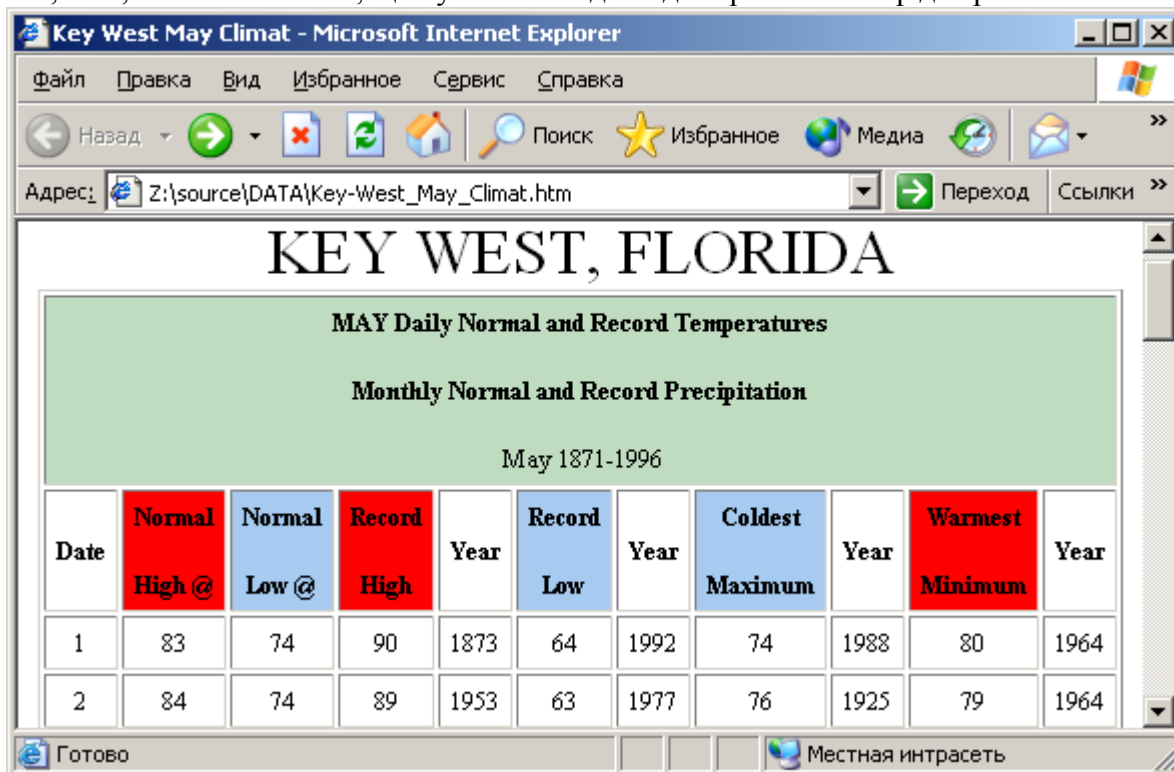 Key West May Climat - Microsoft Internet Explorer
Файл Правка Вид Избранное Сервис Справка
Назад Поиск Избранное Медиа »
Адрес: Z:\source\DATA\Key-West_May_Climat.htm Переход Ссылки »
KEY WEST, FLORIDA
MAY Daily Normal and Record Temperatures
Monthly Normal and Record Precipitation
May 1871-1996
Date Normal High @ Normal Low @ Record High Year Record Low Year Coldest Maximum Year Warmest Minimum Year
1 83 74 90 1873 64 1992 74 1988 80 1964
2 84 74 89 1953 63 1977 76 1925 79 1964
Готово Местная интрасеть